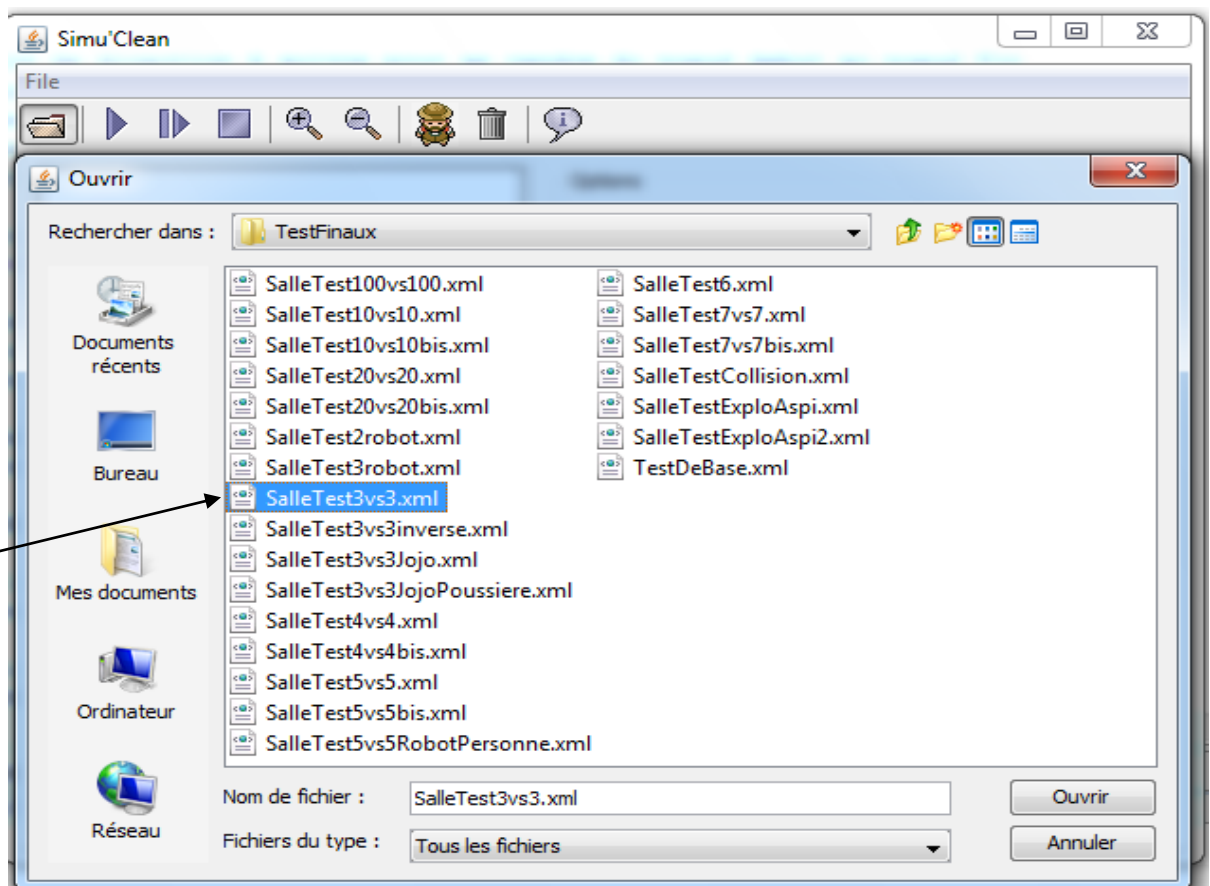 Simu'Clean
File
Ouvrir
Options
Rechercher dans :
TestFinaux
Documents
récents
Bureau
Mes documents
Ordinateur
Réseau
SalleTest100vs100.xml
SalleTest10vs10.xml
SalleTest10vs10bis.xml
SalleTest20vs20.xml
SalleTest20vs20bis.xml
SalleTest2robot.xml
SalleTest3robot.xml
SalleTest3vs3.xml
SalleTest3vs3inverse.xml
SalleTest3vs3Jojo.xml
SalleTest3vs3JojoPoussiere.xml
SalleTest4vs4.xml
SalleTest4vs4bis.xml
SalleTest5vs5.xml
SalleTest5vs5bis.xml
SalleTest5vs5RobotPersonne.xml
SalleTest6.xml
SalleTest7vs7.xml
SalleTest7vs7bis.xml
SalleTestCollision.xml
SalleTestExploAspi.xml
SalleTestExploAspi2.xml
TestDeBase.xml
Nom de fichier :
SalleTest3vs3.xml
Ouvrir
Fichiers du type :
Tous les fichiers
Annuler